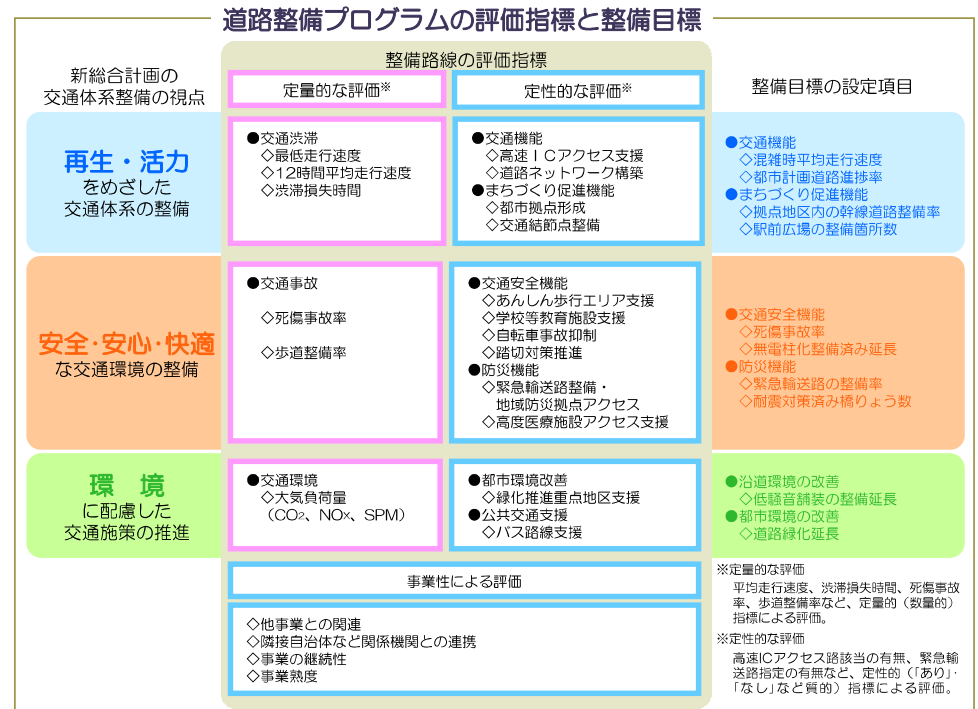 道路整備プログラムの評価指標と整備目標
整備路線の評価指標
新総合計画の
交通体系整備の視点
定量的な評価※
定性的な評価※
整備目標の設定項目
再生・活力
をめざした
交通体系の整備
●交通渋滞
◇最低走行速度
◇12時間平均走行速度
◇渋滞損失時間
●交通機能
◇高速ICアクセス支援
◇道路ネットワーク構築
●まちづくり促進機能
◇都市拠点形成
◇交通結節点整備
●交通機能
◇混雑時平均走行速度
◇都市計画道路進捗率
●まちづくり促進機能
◇拠点地区内の幹線道路整備率
◇駅前広場の整備箇所数
安全・安心・快適
な交通環境の整備
●交通事故
◇死傷事故率
◇歩道整備率
●交通安全機能
◇あんしん歩行エリア支援
◇学校等教育施設支援
◇自転車事故抑制
◇踏切対策推進
●防災機能
◇緊急輸送路整備・
地域防災拠点アクセス
◇高度医療施設アクセス支援
●交通安全機能
◇死傷事故率
◇無電柱化整備済み延長
●防災機能
◇緊急輸送路の整備率
◇耐震対策済み橋りょう数
環 境
に配慮した
交通施策の推進
●交通環境
◇大気負荷量
（CO2、NOX、SPM）
●都市環境改善
◇緑化推進重点地区支援
●公共交通支援
◇バス路線支援
●沿道環境の改善
◇低騒音舗装の整備延長
●都市環境の改善
◇道路緑化延長
事業性による評価
◇他事業との関連
◇隣接自治体など関係機関との連携
◇事業の継続性
◇事業熟度
※定量的な評価
平均走行速度、渋滞損失時間、死傷事故
率、歩道整備率など、定量的（数量的）
指標による評価。
※定性的な評価
高速ICアクセス路該当の有無、緊急輸
送路指定の有無など、定性的（「あり」・
「なし」など質的）指標による評価。